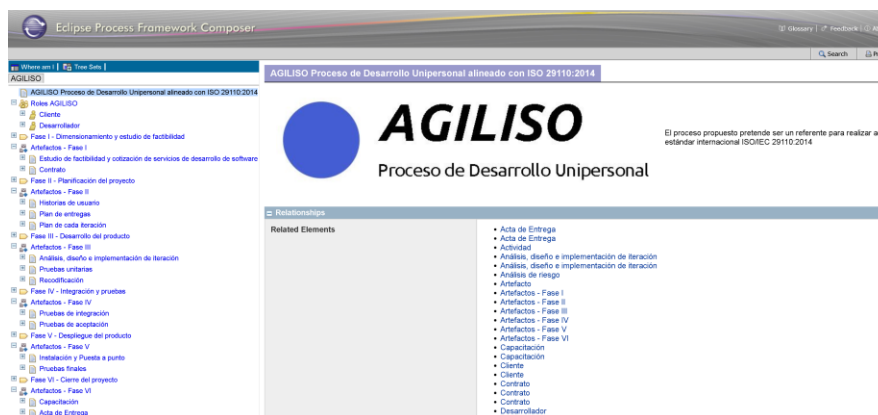 Eclipse Process Framework Composer
Glossary | Feedback |
Search
Where am I | Tree Sets |
AGILISO
AGILISO Proceso de Desarrollo Unipersonal alineado con ISO 29110:2014
Roles AGILISO
Cliente
Desarrollador
Fase I - Dimensionamiento y estudio de factibilidad
Artefactos - Fase I
Estudio de factibilidad y cotización de servicios de desarrollo de software
Contrato
Fase II - Planificación del proyecto
Artefactos - Fase II
Historias de usuario
Plan de entregas
Plan de cada iteración
Fase III - Desarrollo del producto
Artefactos - Fase III
Análisis, diseño e implementación de iteración
Pruebas unitarias
Recodificación
Fase IV - Integración y pruebas
Artefactos - Fase IV
Pruebas de integración
Pruebas de aceptación
Fase V - Despliegue del producto
Artefactos - Fase V
Instalación y Puesta a punto
Pruebas finales
Fase VI - Cierre del proyecto
Artefactos - Fase VI
Capacitación
Acta de Entrega
AGILISO Proceso de Desarrollo Unipersonal alineado con ISO 29110:2014
AGILISO
Proceso de Desarrollo Unipersonal
El proceso propuesto pretende ser un referente para realizar a
estándar internacional ISO/IEC 29110:2014
Relationships
Related Elements
Acta de Entrega
Acta de Entrega
Actividad
Análisis, diseño e implementación de iteración
Análisis, diseño e implementación de iteración
Análisis de riesgo
Artefacto
Artefactos - Fase I
Artefactos - Fase II
Artefactos - Fase III
Artefactos - Fase IV
Artefactos - Fase V
Artefactos - Fase VI
Capacitación
Capacitación
Cliente
Cliente
Contrato
Contrato
Contrato
Desarrollador